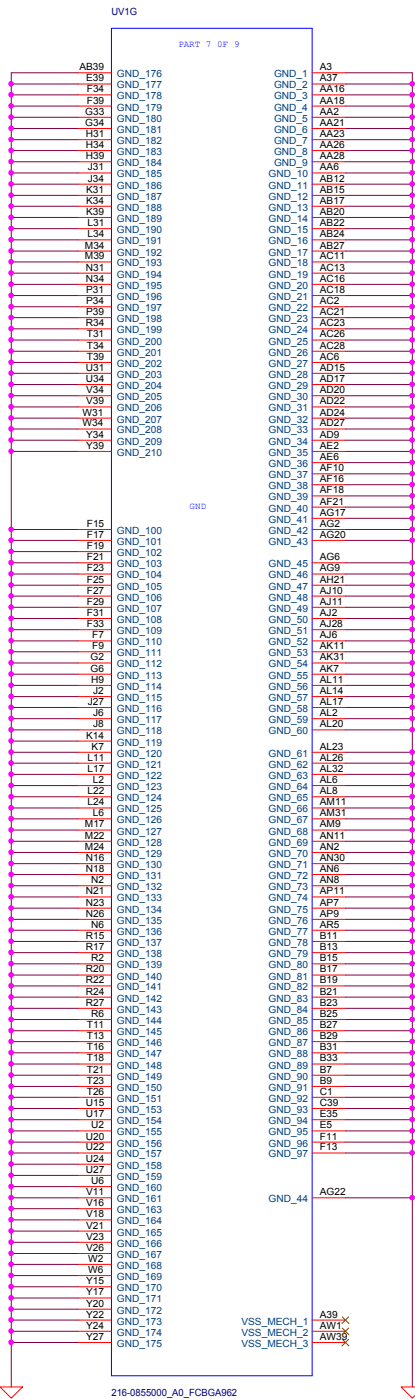 UV1G
PART 7 OF 9
AB39 GND_176 GND_1 A3
E39 GND_177 GND_2 A37
F34 GND_178 GND_3 AA16
F39 GND_179 GND_4 AA18
G33 GND_180 GND_5 AA2
G34 GND_181 GND_6 AA21
H31 GND_182 GND_7 AA23
H34 GND_183 GND_8 AA26
H39 GND_184 GND_9 AA28
J31 GND_185 GND_10 AA6
J34 GND_186 GND_11 AB12
K31 GND_187 GND_12 AB15
K34 GND_188 GND_13 AB17
K39 GND_189 GND_14 AB20
L31 GND_190 GND_15 AB22
L34 GND_191 GND_16 AB24
M34 GND_192 GND_17 AB27
M39 GND_193 GND_18 AC11
N31 GND_194 GND_19 AC13
N34 GND_195 GND_20 AC16
P31 GND_196 GND_21 AC18
P34 GND_197 GND_22 AC2
P39 GND_198 GND_23 AC21
R34 GND_199 GND_24 AC23
T31 GND_200 GND_25 AC26
T34 GND_201 GND_26 AC28
T39 GND_202 GND_27 AC6
U31 GND_203 GND_28 AD15
U34 GND_204 GND_29 AD17
V34 GND_205 GND_30 AD20
V39 GND_206 GND_31 AD22
W31 GND_207 GND_32 AD24
W34 GND_208 GND_33 AD27
Y34 GND_209 GND_34 AD9
Y39 GND_210 GND_35 AE2
GND_36 AE6
GND_37 AF10
GND_38 AF16
GND_39 AF18
GND
GND_40 AF21
GND_41 AG17
F15 GND_100 GND_42 AG2
F17 GND_101 GND_43 AG20
F19 GND_102
F21 GND_103 GND_45 AG6
F23 GND_104 GND_46 AG9
F25 GND_105 GND_47 AH21
F27 GND_106 GND_48 AJ10
F29 GND_107 GND_49 AJ11
F31 GND_108 GND_50 AJ2
F33 GND_109 GND_51 AJ28
F7 GND_110 GND_52 AJ6
F9 GND_111 GND_53 AK11
G2 GND_112 GND_54 AK31
G6 GND_113 GND_55 AK7
H9 GND_114 GND_56 AL11
J2 GND_115 GND_57 AL14
J27 GND_116 GND_58 AL17
J6 GND_117 GND_59 AL2
J8 GND_118 GND_60 AL20
K14 GND_119
K7 GND_120 GND_61 AL23
L11 GND_121 GND_62 AL26
L17 GND_122 GND_63 AL32
L2 GND_123 GND_64 AL6
L22 GND_124 GND_65 AL8
L24 GND_125 GND_66 AM11
L6 GND_126 GND_67 AM31
M17 GND_127 GND_68 AM9
M22 GND_128 GND_69 AN11
M24 GND_129 GND_70 AN2
N16 GND_130 GND_71 AN30
N18 GND_131 GND_72 AN6
N2 GND_132 GND_73 AN8
N21 GND_133 GND_74 AP11
N23 GND_134 GND_75 AP7
N26 GND_135 GND_76 AP9
N6 GND_136 GND_77 AR5
R15 GND_137 GND_78 B11
R17 GND_138 GND_79 B13
R2 GND_139 GND_80 B15
R20 GND_140 GND_81 B17
R22 GND_141 GND_82 B19
R24 GND_142 GND_83 B21
R27 GND_143 GND_84 B23
R6 GND_144 GND_85 B25
T11 GND_145 GND_86 B27
T13 GND_146 GND_87 B29
T16 GND_147 GND_88 B31
T18 GND_148 GND_89 B33
T21 GND_149 GND_90 B7
T23 GND_150 GND_91 B9
T26 GND_151 GND_92 C1
U15 GND_153 GND_93 C39
U17 GND_154 GND_94 E35
U2 GND_155 GND_95 E5
U20 GND_156 GND_96 F11
U22 GND_157 GND_97 F13
U24 GND_158
U27 GND_159
U6 GND_160
V11 GND_161 GND_44 AG22
V16 GND_163
V18 GND_164
V21 GND_165
V23 GND_166
V26 GND_167
W2 GND_168
W6 GND_169
Y15 GND_170
Y17 GND_171
Y20 GND_172
Y22 GND_173 VSS_MECH_1 A39
Y24 GND_174 VSS_MECH_2 AW1
Y27 GND_175 VSS_MECH_3 AW39
216-0855000_A0_FCBGA962